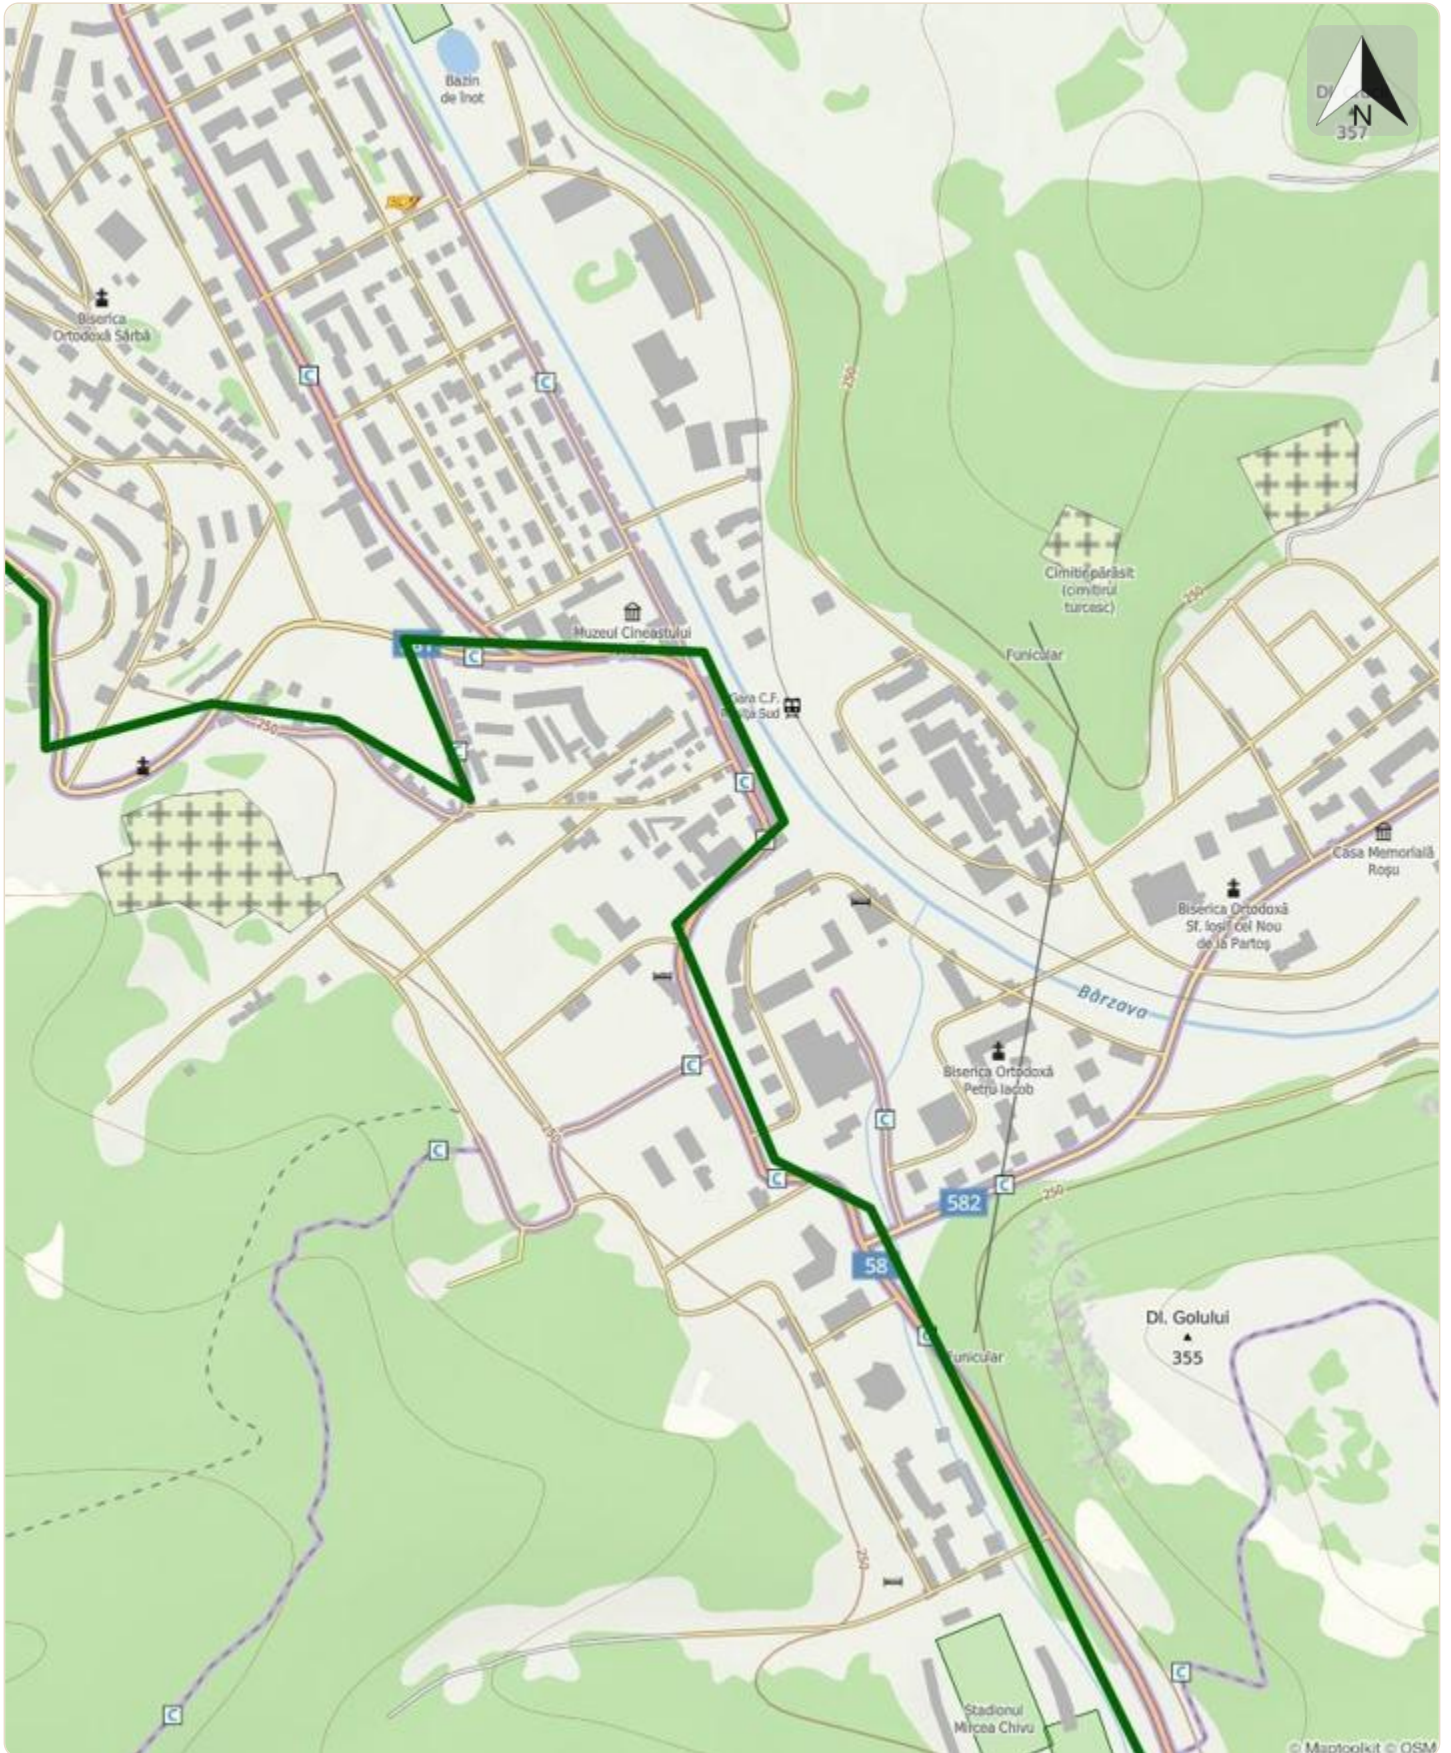 Bazin
de înot
N
357
Biserica
Ortodoxă Sârbă
250
C
C
Cimitir părăsit
(cimitirul
turcesc)
250
Muzeul Cineastului
C
Funicular
Gara C.F.
Sud
250
C
C
Casa Memorială
Roșu
Biserica Ortodoxă
Sf. Iosif cel Nou
de la Partoș
Bârzava
Biserica Ortodoxă
Petru Iacob
C
C
C
C
C
250
582
58
C
Dl. Golului
355
Funicular
250
C
C
Stadionul
Mircea Chivu
© Maptoolkit © OSM